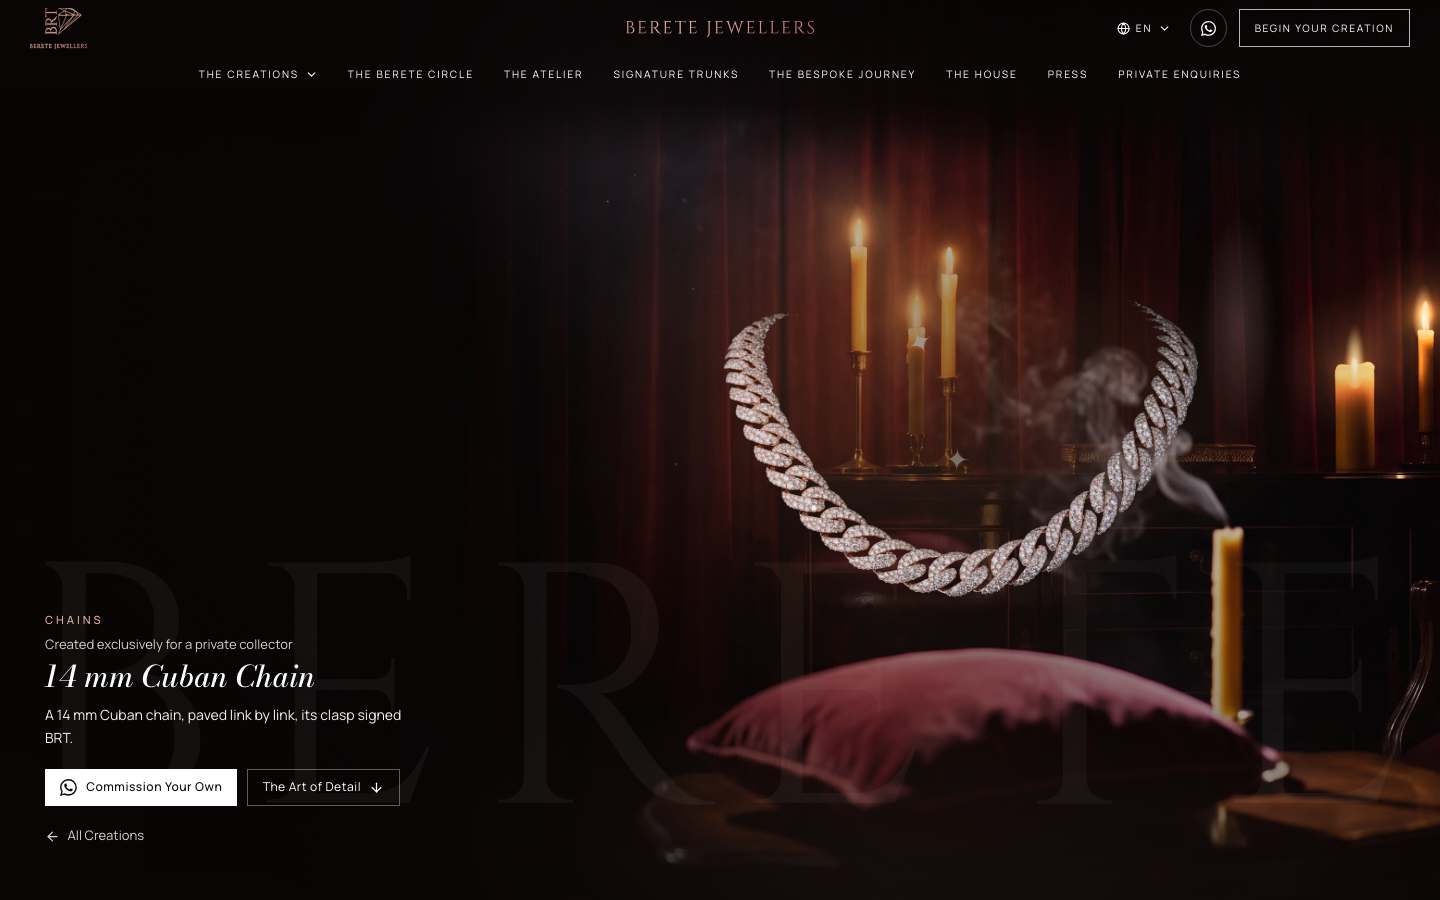 BRT
BERETE JEWELLERS
BERETE JEWELLERS
EN
BEGIN YOUR CREATION
THE CREATIONS
THE BERETE CIRCLE
THE ATELIER
SIGNATURE TRUNKS
THE BESPOKE JOURNEY
THE HOUSE
PRESS
PRIVATE ENQUIRIES
BERETE
CHAINS
Created exclusively for a private collector
14 mm Cuban Chain
A 14 mm Cuban chain, paved link by link, its clasp signed
BRT.
Commission Your Own
The Art of Detail
All Creations